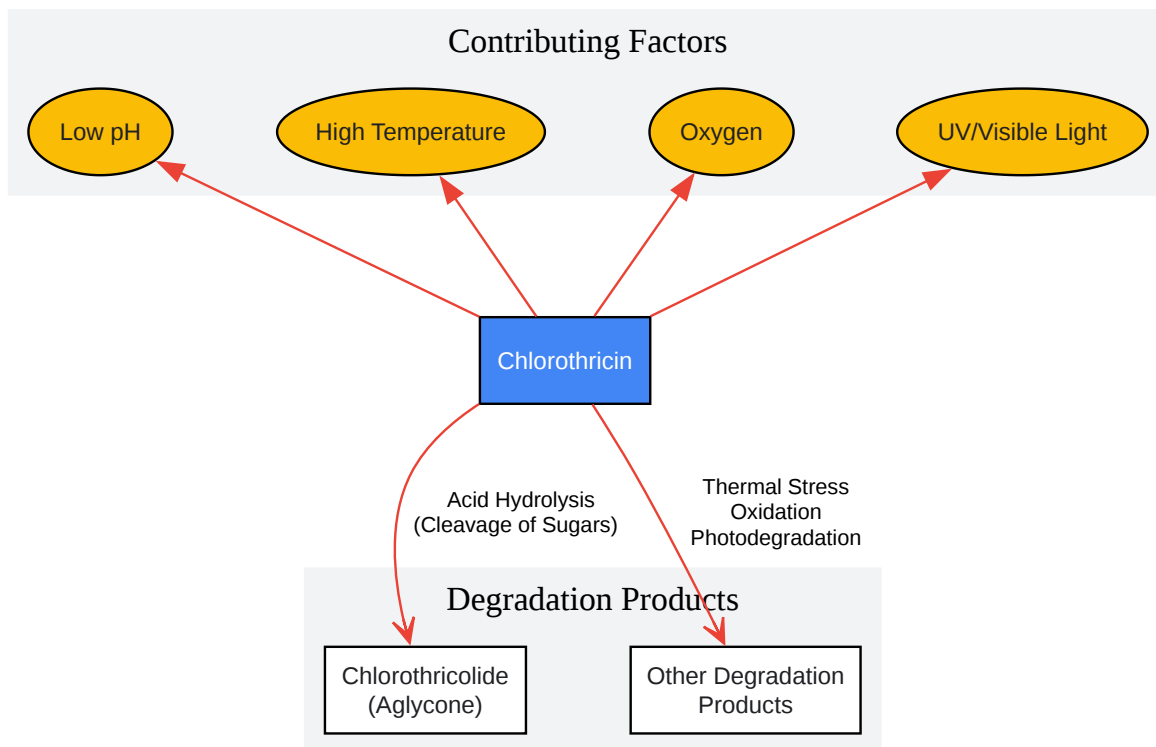 Contributing Factors
Low pH
High Temperature
Oxygen
UV/Visible Light
Chlorothricin
Acid Hydrolysis
(Cleavage of Sugars)
Thermal Stress
Oxidation
Photodegradation
Degradation Products
Chlorothricolide
(Aglycone)
Other Degradation
Products